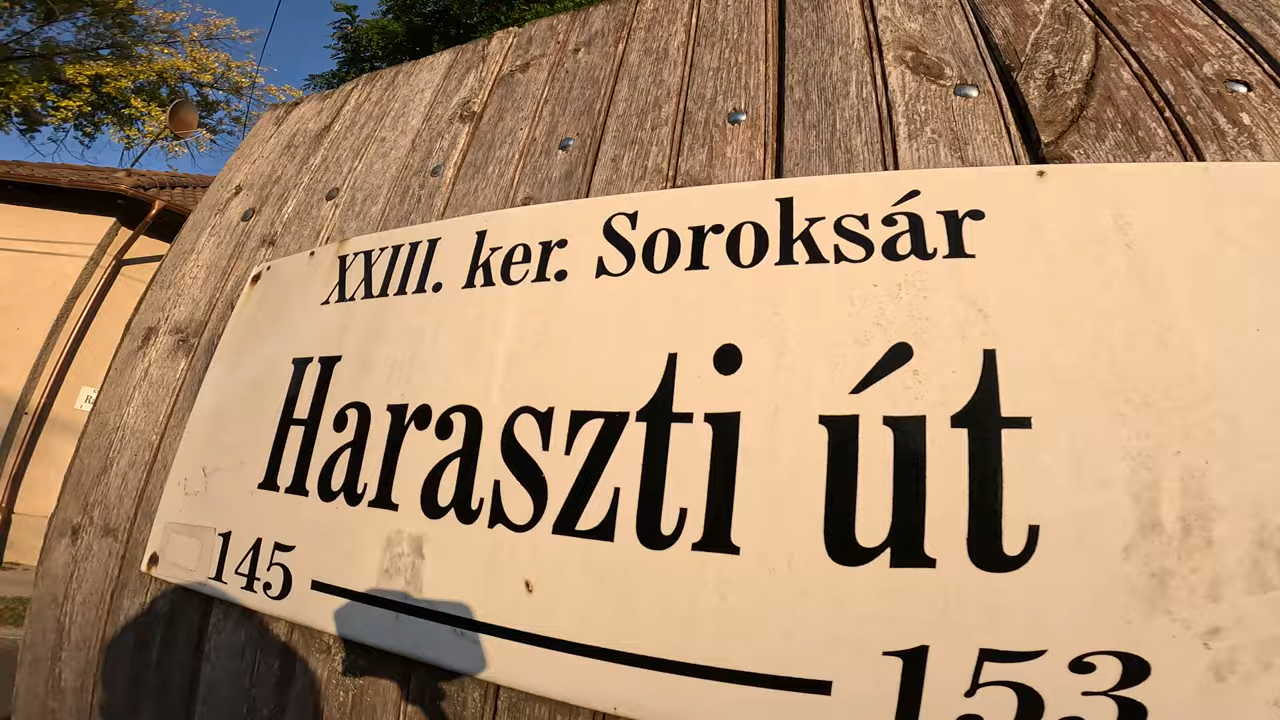 XXIII. ker. Soroksár
Haraszti út
145 — 153